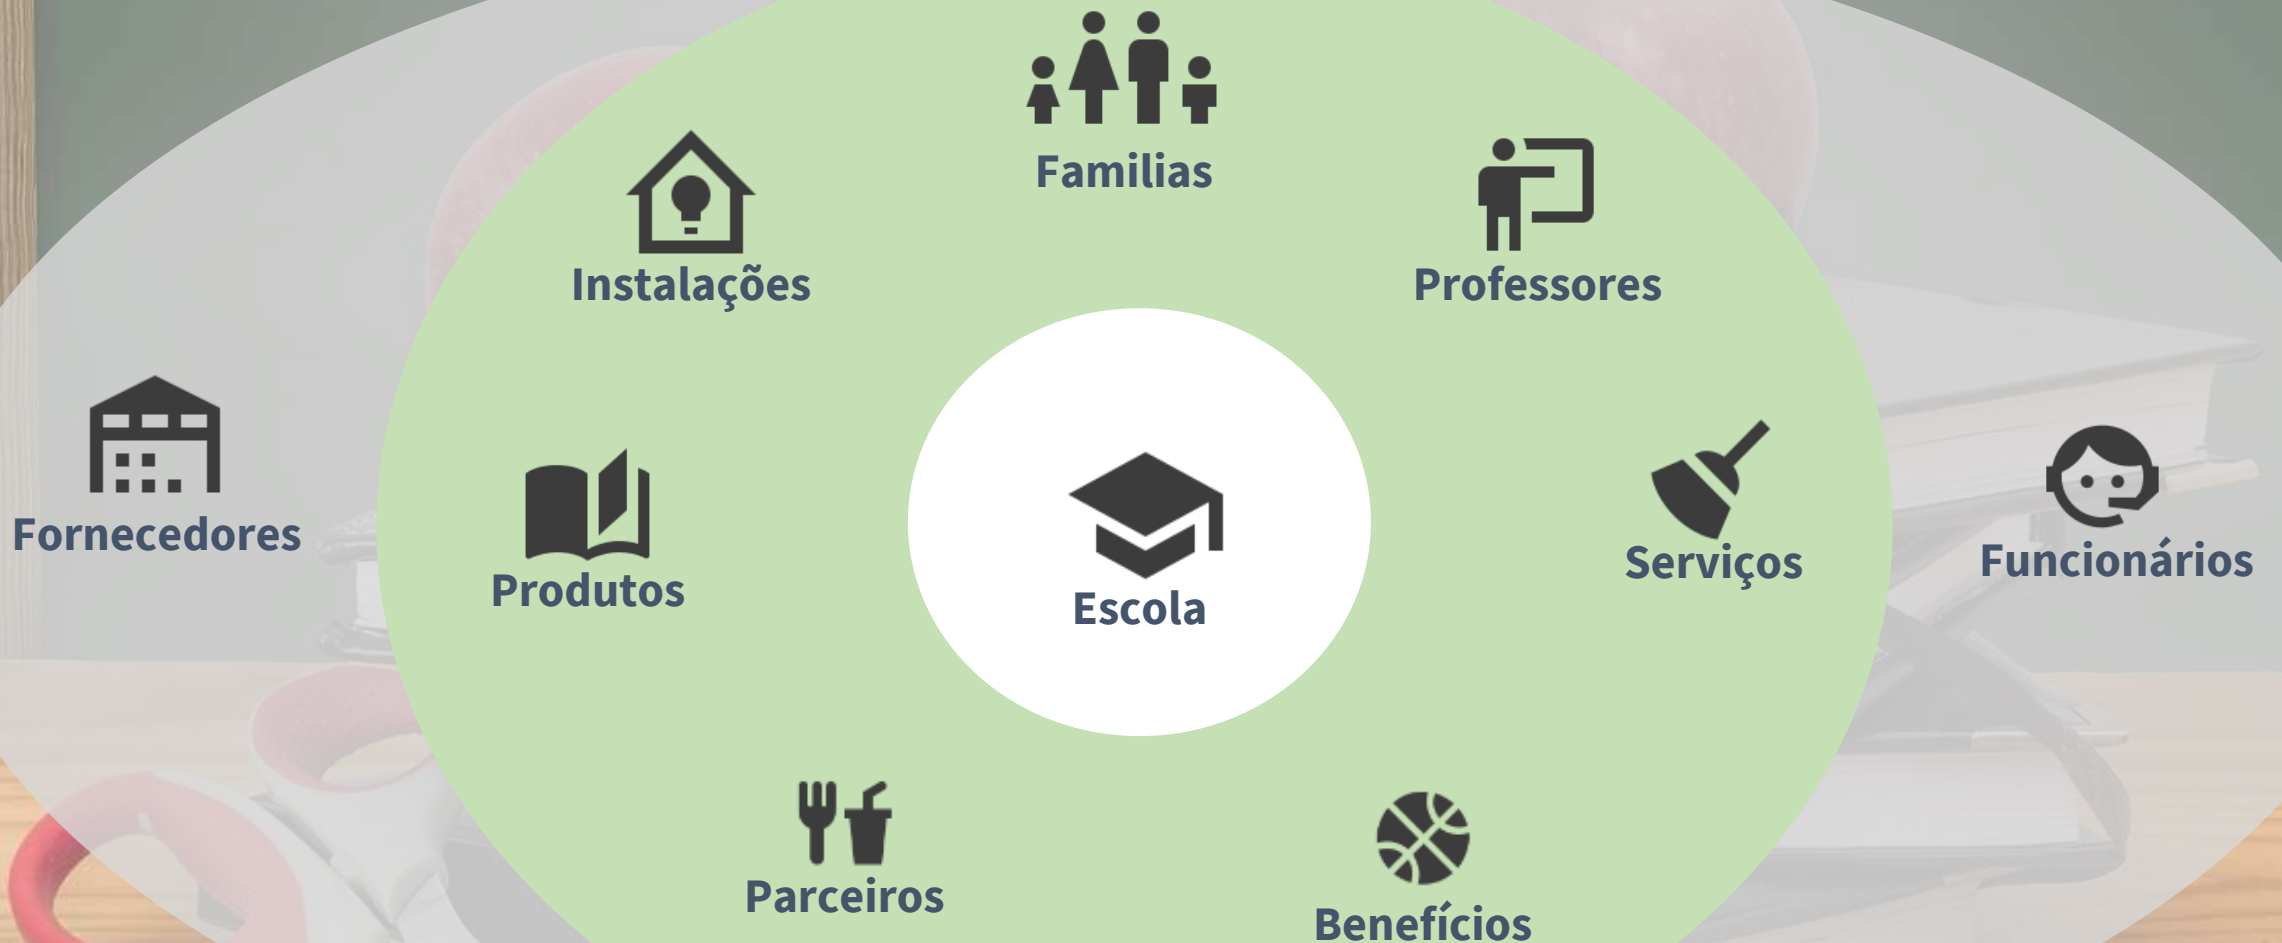 Familias
Instalações
Professores
Fornecedores
Produtos
Escola
Serviços
Funcionários
Parceiros
Benefícios